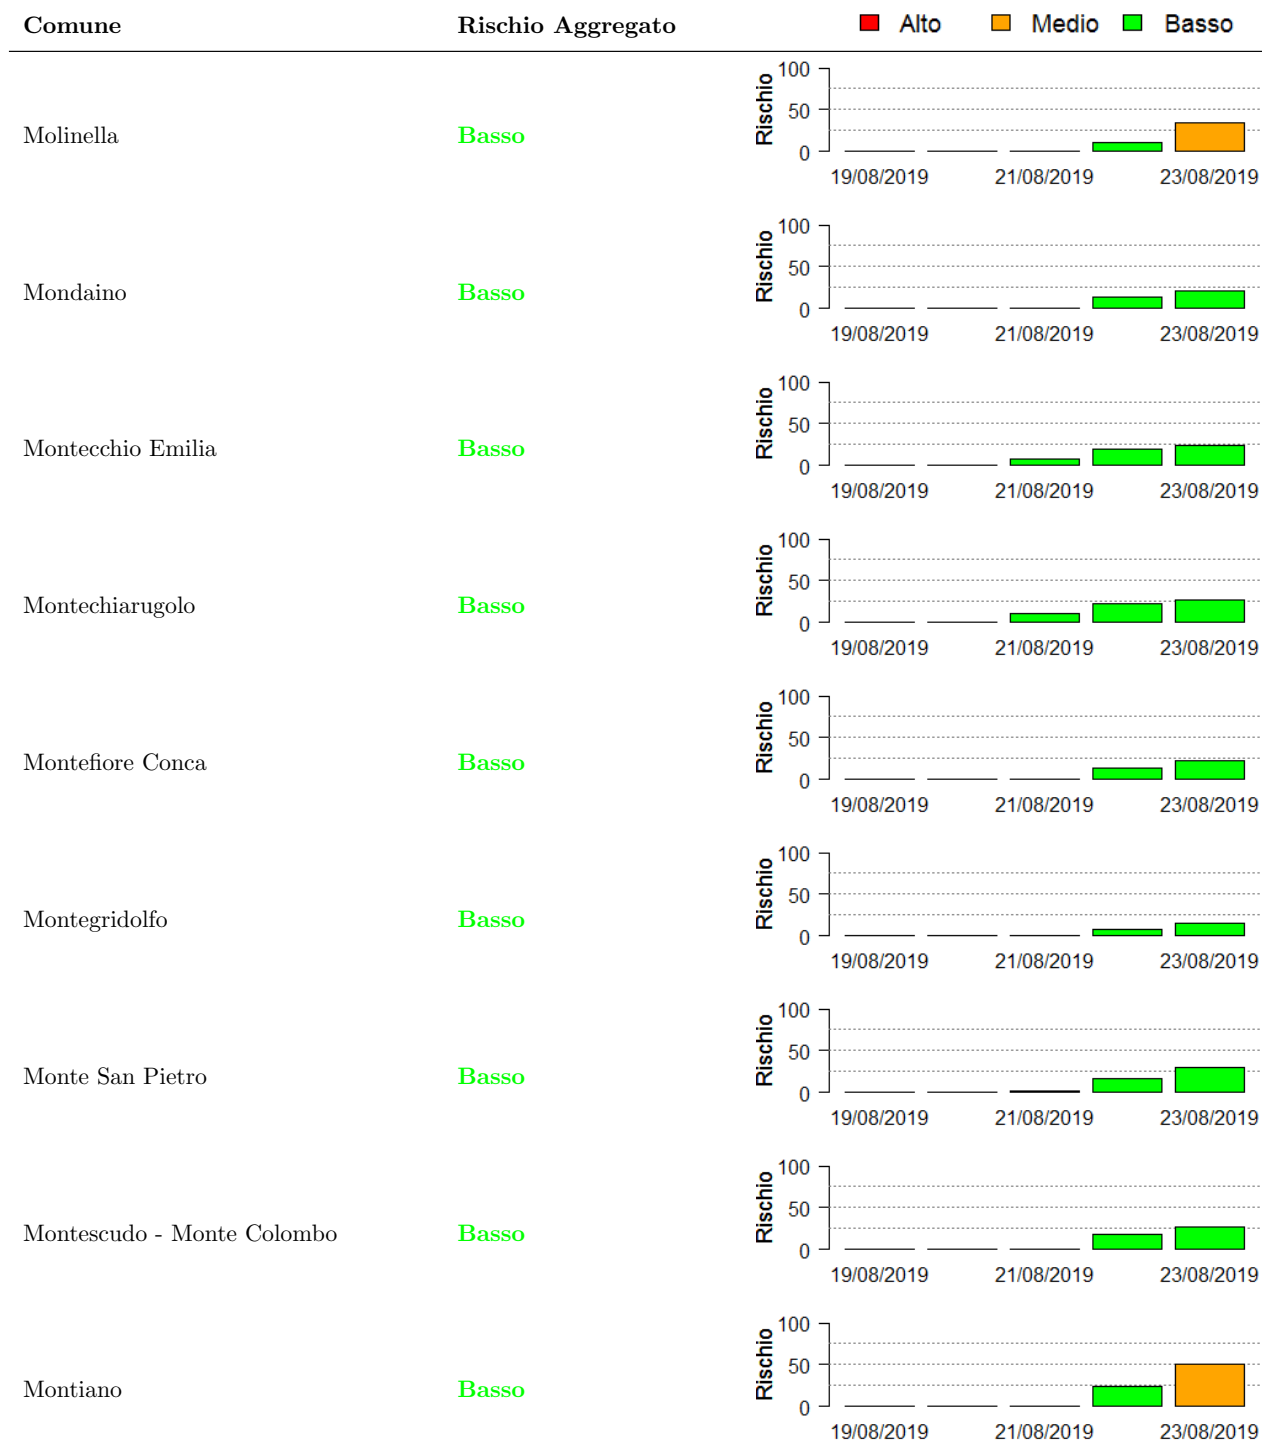 Comune Rischio Aggregato Alto Medio Basso
100
50
0
Rischio
Molinella Basso
19/08/2019 21/08/2019 23/08/2019
100
50
0
Rischio
Mondaino Basso
19/08/2019 21/08/2019 23/08/2019
100
50
0
Rischio
Montecchio Emilia Basso
19/08/2019 21/08/2019 23/08/2019
100
50
0
Rischio
Montechiarugolo Basso
19/08/2019 21/08/2019 23/08/2019
100
50
0
Rischio
Montefiore Conca Basso
19/08/2019 21/08/2019 23/08/2019
100
50
0
Rischio
Montegridolfo Basso
19/08/2019 21/08/2019 23/08/2019
100
50
0
Rischio
Monte San Pietro Basso
19/08/2019 21/08/2019 23/08/2019
100
50
0
Rischio
Montescudo - Monte Colombo Basso
19/08/2019 21/08/2019 23/08/2019
100
50
0
Rischio
Montiano Basso
19/08/2019 21/08/2019 23/08/2019